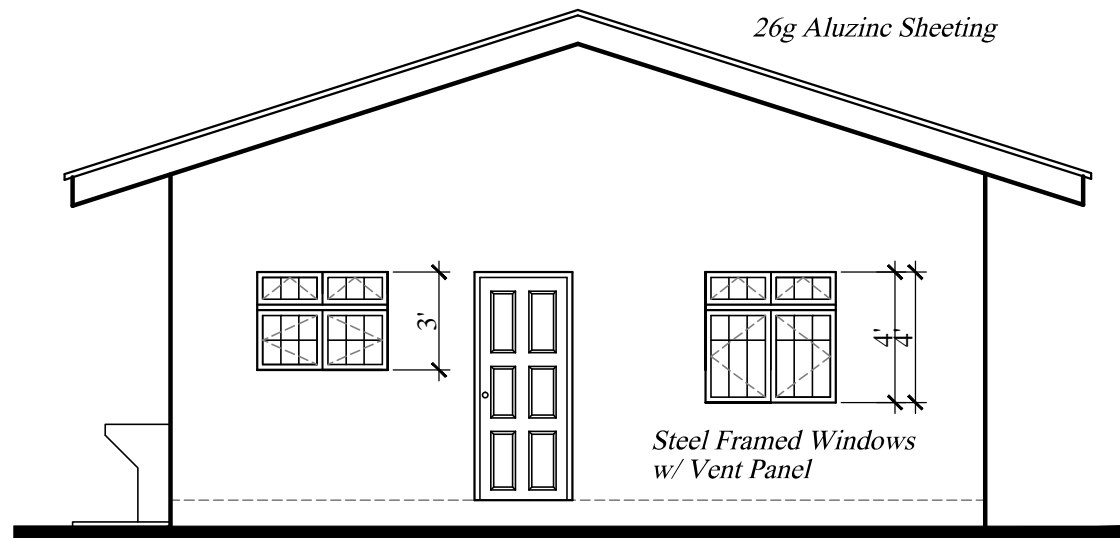 26g Aluzinc Sheeting
3'
4'
4'
Steel Framed Windows
w/ Vent Panel